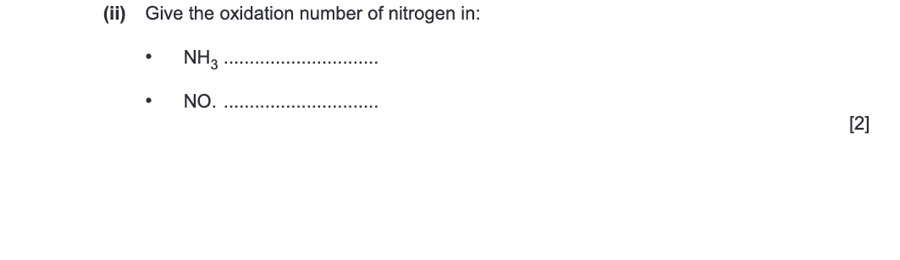 (ii) Give the oxidation number of nitrogen in:
• NH₃ ..............................
• NO. ..............................
[2]